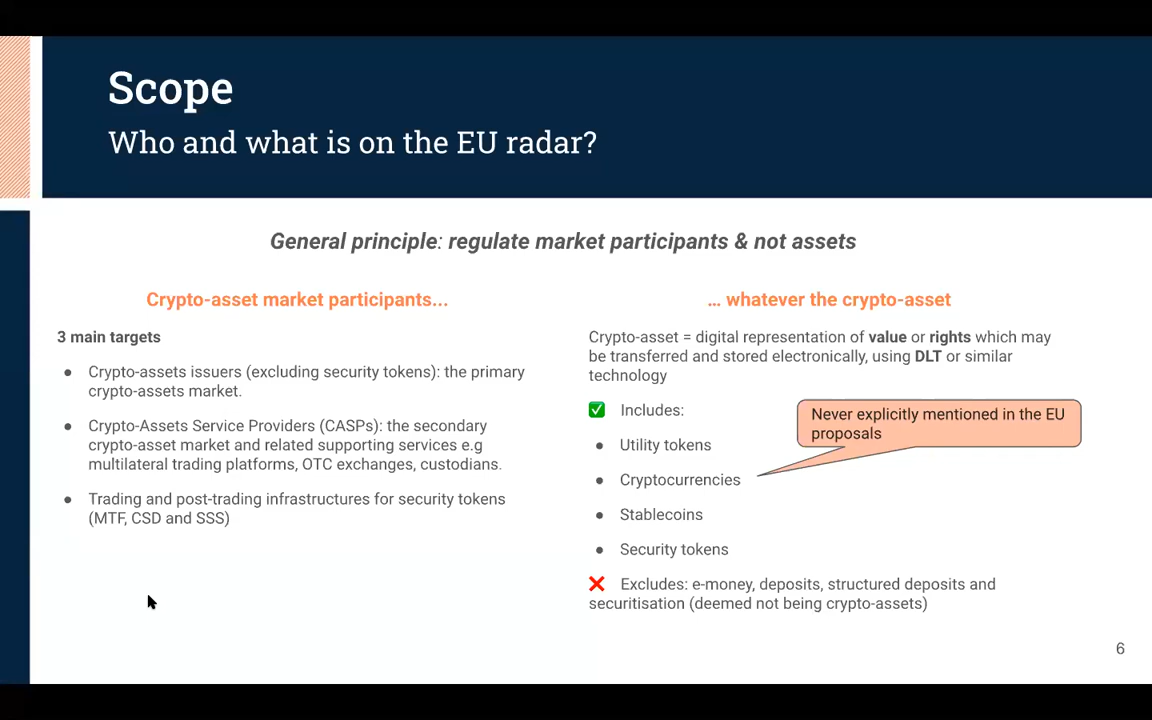 Scope
Who and what is on the EU radar?
General principle: regulate market participants & not assets
Crypto-asset market participants...
3 main targets
● Crypto-assets issuers (excluding security tokens): the primary
crypto-assets market.
● Crypto-Assets Service Providers (CASPs): the secondary
crypto-asset market and related supporting services e.g
multilateral trading platforms, OTC exchanges, custodians.
● Trading and post-trading infrastructures for security tokens
(MTF, CSD and SSS)
... whatever the crypto-asset
Crypto-asset = digital representation of value or rights which may
be transferred and stored electronically, using DLT or similar
technology
✅ Includes:
● Utility tokens
● Cryptocurrencies
Never explicitly mentioned in the EU
proposals
● Stablecoins
● Security tokens
❌ Excludes: e-money, deposits, structured deposits and
securitisation (deemed not being crypto-assets)
6